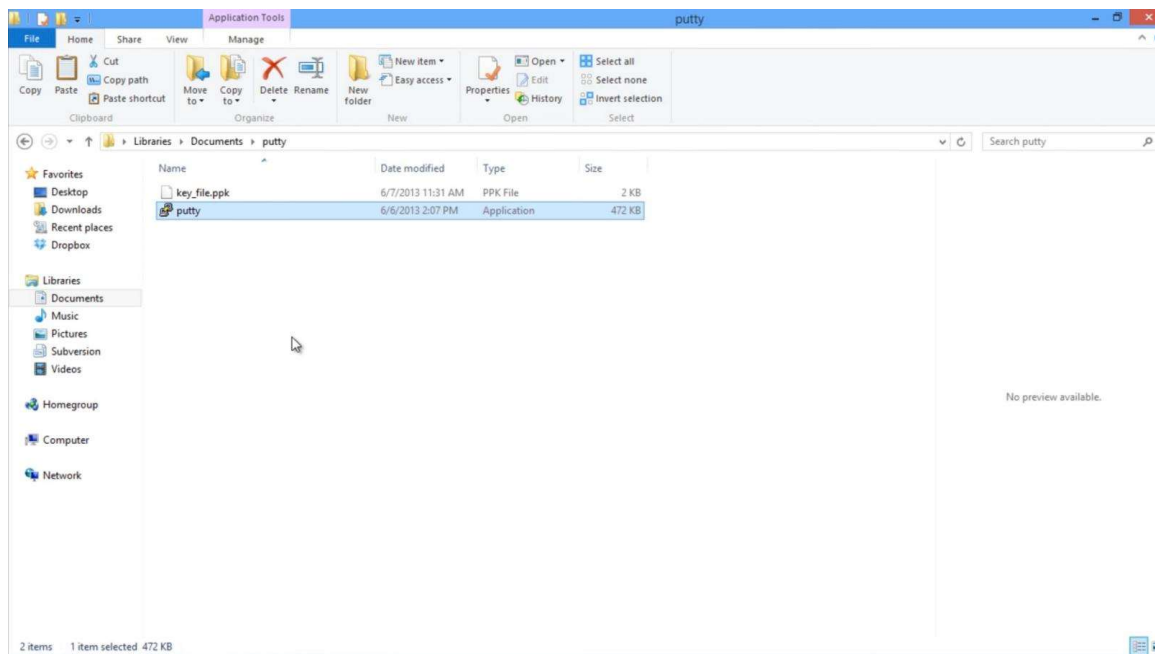 Application Tools
putty
File Home Share View Manage
Copy
Paste
Cut
Copy path
Paste shortcut
Clipboard
Move to
Copy to
Delete
Rename
Organize
New folder
New item
Easy access
New
Properties
Open
Edit
History
Open
Select all
Select none
Invert selection
Select
Libraries Documents putty
Search putty
Favorites
Desktop
Downloads
Recent places
Dropbox
Libraries
Documents
Music
Pictures
Subversion
Videos
Homegroup
Computer
Network
Name Date modified Type Size
key_file.ppk 6/7/2013 11:31 AM PPK File 2 KB
putty 6/6/2013 2:07 PM Application 472 KB
No preview available.
2 items 1 item selected 472 KB